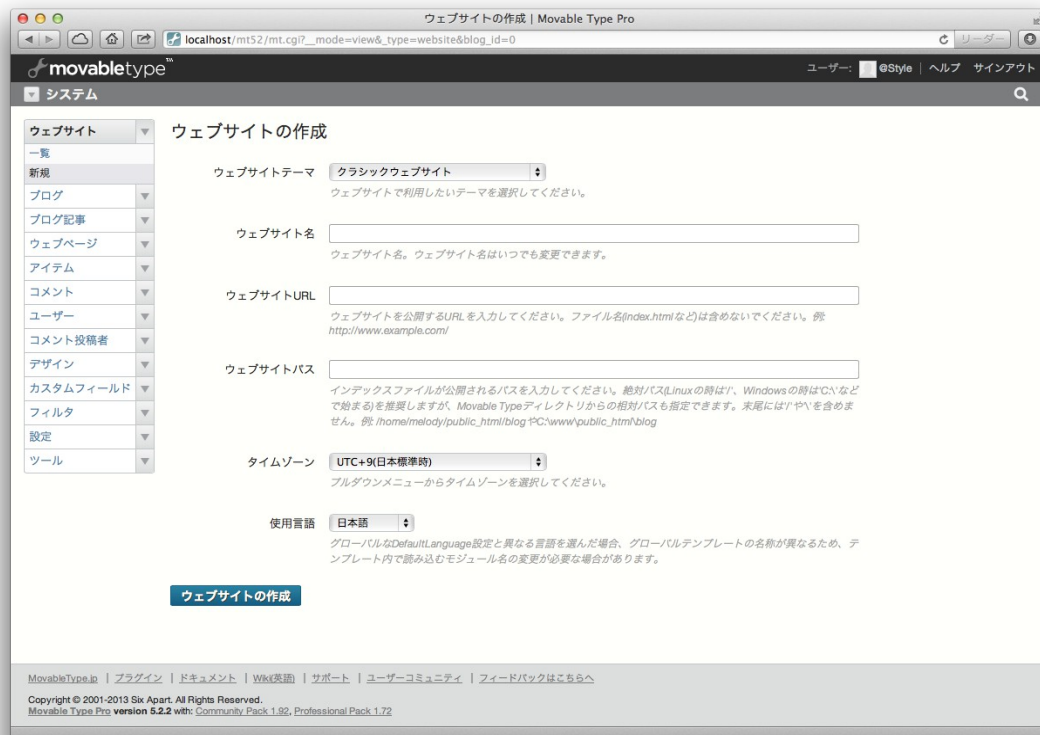 ウェブサイトの作成 | Movable Type Pro
localhost/mt52/mt.cgi?__mode=view&_type=website&blog_id=0
リーダー
movabletype™
ユーザー: @Style | ヘルプ サインアウト
システム
ウェブサイト
一覧
新規
ブログ
ブログ記事
ウェブページ
アイテム
コメント
ユーザー
コメント投稿者
デザイン
カスタムフィールド
フィルタ
設定
ツール
ウェブサイトの作成
ウェブサイトテーマ クラシックウェブサイト
ウェブサイトで利用したいテーマを選択してください。
ウェブサイト名
ウェブサイト名。ウェブサイト名はいつでも変更できます。
ウェブサイトURL
ウェブサイトを公開するURLを入力してください。ファイル名(index.htmlなど)は含めないでください。例:
http://www.example.com/
ウェブサイトパス
インデックスファイルが公開されるパスを入力してください。絶対パス(Linuxの時は'/'、Windowsの時は'C:\'など
で始まる)を推奨しますが、Movable Typeディレクトリからの相対パスも指定できます。末尾には'/'や'\'を含めま
せん。例: /home/melody/public_html/blogやC:\www\public_html\blog
タイムゾーン UTC+9(日本標準時)
プルダウンメニューからタイムゾーンを選択してください。
使用言語 日本語
グローバルなDefaultLanguage設定と異なる言語を選んだ場合、グローバルテンプレートの名称が異なるため、テ
ンプレート内で読み込むモジュール名の変更が必要な場合があります。
ウェブサイトの作成
MovableType.jp | プラグイン | ドキュメント | Wiki(英語) | サポート | ユーザーコミュニティ | フィードバックはこちらへ
Copyright © 2001-2013 Six Apart. All Rights Reserved.
Movable Type Pro version 5.2.2 with: Community Pack 1.92, Professional Pack 1.72